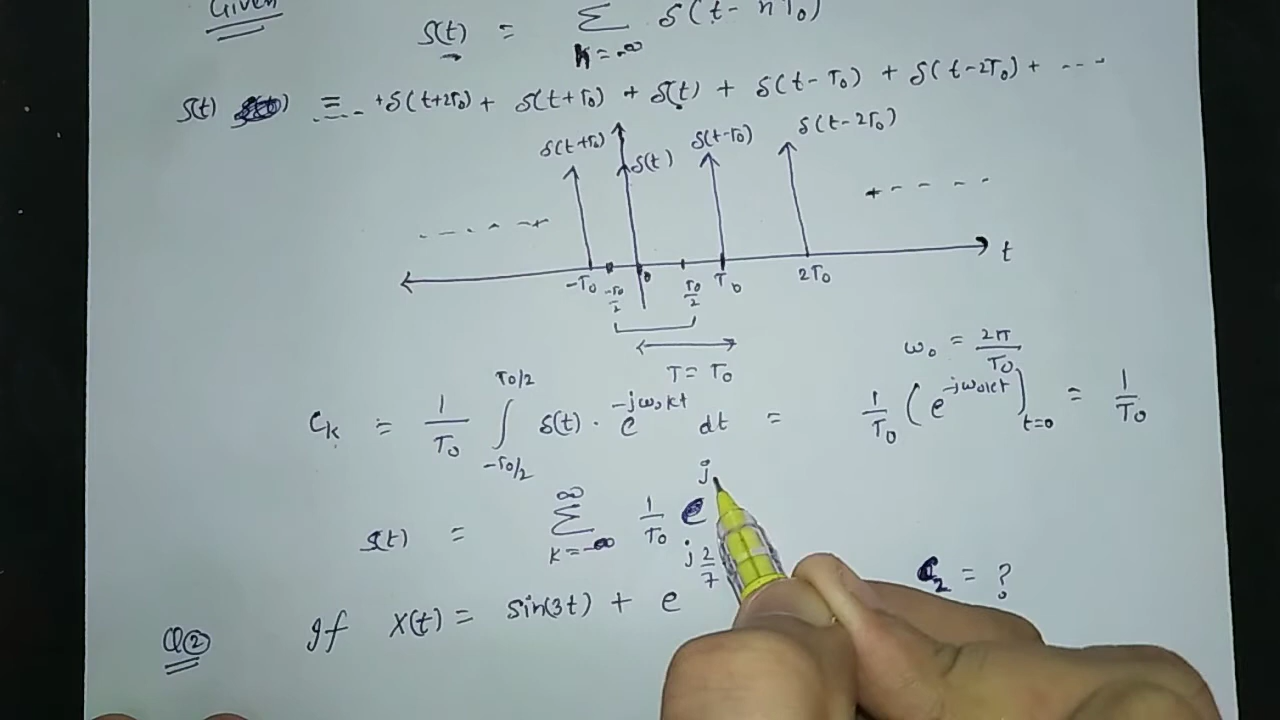 Given
s(t) = Σ δ(t - nT₀)
k = -∞
s(t) = .... +δ(t+2T₀) + δ(t+T₀) + δ(t) + δ(t-T₀) + δ(t-2T₀) + ---
δ(t+T₀) δ(t) δ(t-T₀) δ(t-2T₀)
-T₀ -T₀/2 0 T₀/2 T₀ 2T₀ t
T = T₀
ω₀ = 2π/T₀
Cₖ = 1/T₀ ∫_{-T₀/2}^{T₀/2} δ(t) · e^{-jω₀kt} dt = 1/T₀ (e^{-jω₀kt})_{t=0} = 1/T₀
s(t) = Σ_{k=-∞}^{∞} 1/T₀ e^{j
Q② If x(t) = sin(3t) + e^{j 2/7 C₂ = ?